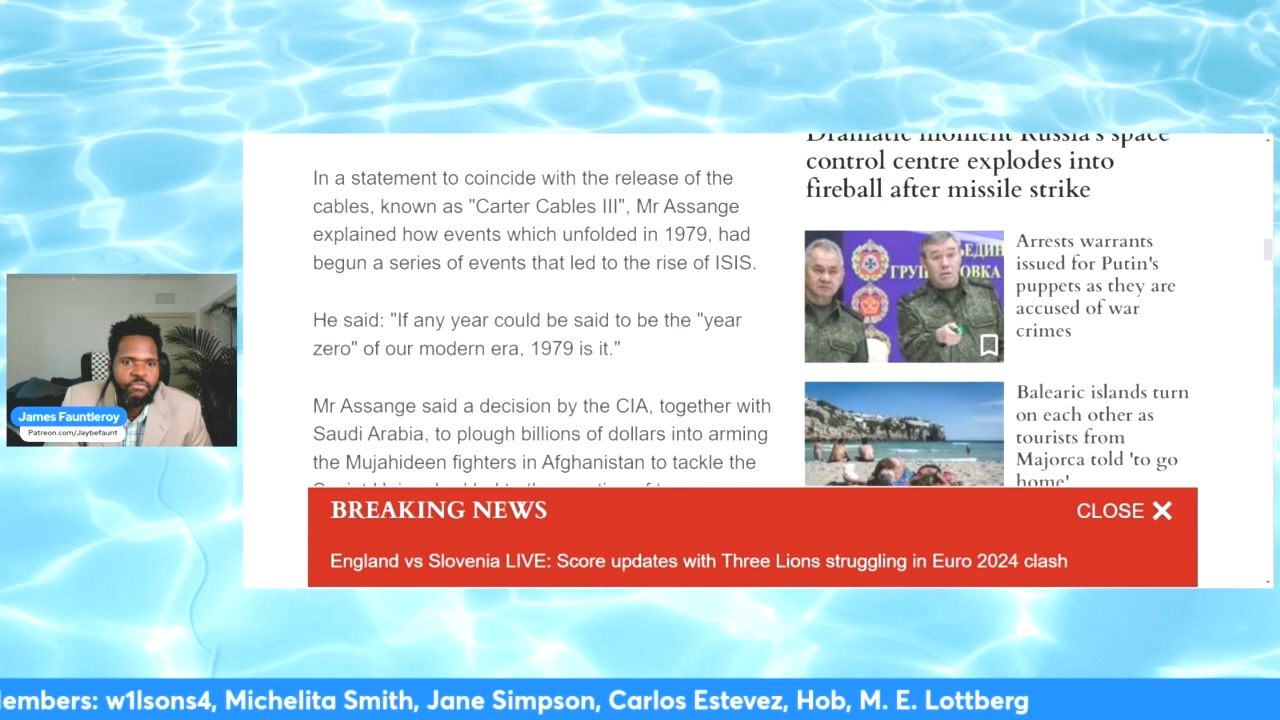 Dramatic moment Russia's space
control centre explodes into
fireball after missile strike
In a statement to coincide with the release of the
cables, known as "Carter Cables III", Mr Assange
explained how events which unfolded in 1979, had
begun a series of events that led to the rise of ISIS.
He said: "If any year could be said to be the "year
zero" of our modern era, 1979 is it."
Mr Assange said a decision by the CIA, together with
Saudi Arabia, to plough billions of dollars into arming
the Mujahideen fighters in Afghanistan to tackle the
Arrests warrants
issued for Putin's
puppets as they are
accused of war
crimes
Balearic islands turn
on each other as
tourists from
Majorca told 'to go
home'
James Fauntleroy
Patreon.com/Jaybefaunt
BREAKING NEWS
CLOSE
England vs Slovenia LIVE: Score updates with Three Lions struggling in Euro 2024 clash
embers: w1lsons4, Michelita Smith, Jane Simpson, Carlos Estevez, Hob, M. E. Lottberg